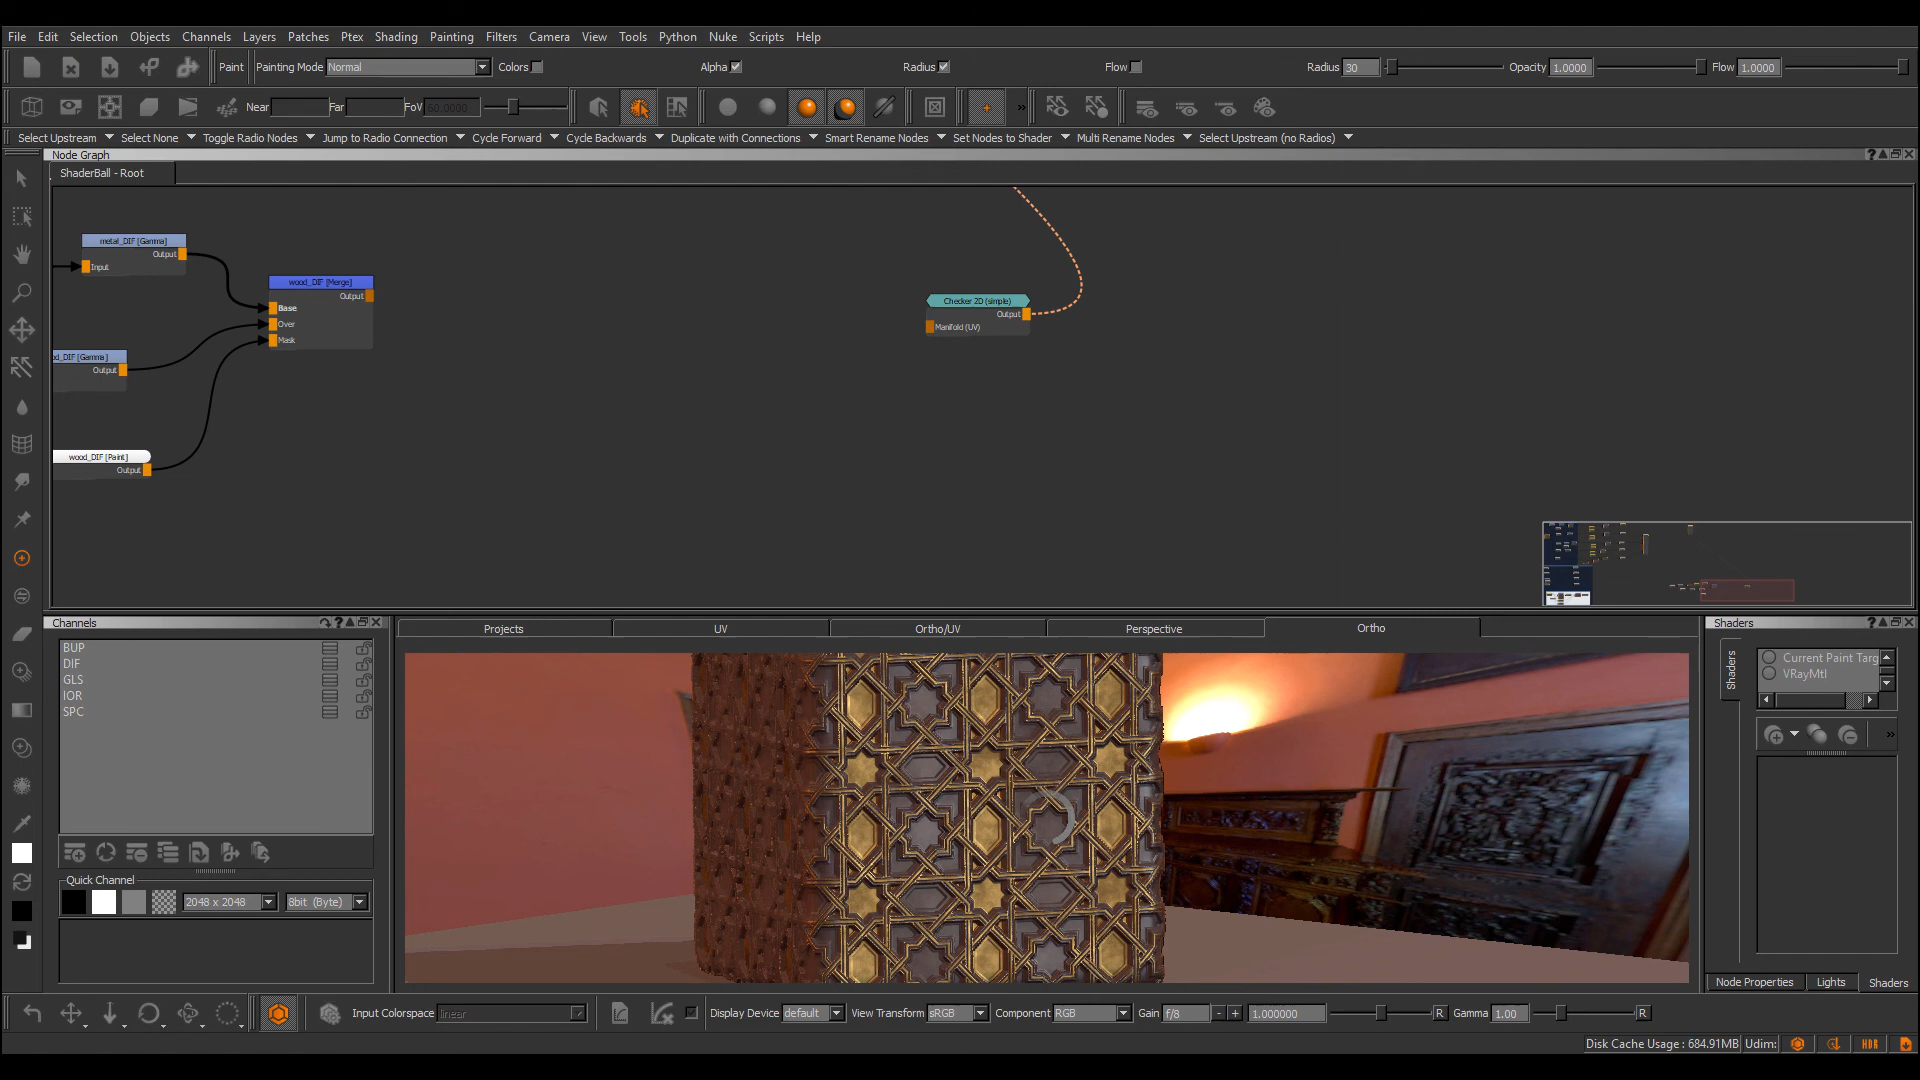 File Edit Selection Objects Channels Layers Patches Ptex Shading Painting Filters Camera View Tools Python Nuke Scripts Help
Paint Painting Mode Normal Colors Alpha Radius Flow Radius 30 Opacity 1.0000 Flow 1.0000
Near Far FoV 50.0000 »
Select Upstream Select None Toggle Radio Nodes Jump to Radio Connection Cycle Forward Cycle Backwards Duplicate with Connections Smart Rename Nodes Set Nodes to Shader Multi Rename Nodes Select Upstream (no Radios)
Node Graph
ShaderBall - Root
metal_DIF [Gamma]
Output
Input
wood_DIF [Merge]
Output
Base
Over
Mask
Checker 2D (simple)
Output
Manifold (UV)
d_DIF [Gamma]
Output
wood_DIF [Paint]
Output
Channels
BUP
DIF
GLS
IOR
SPC
Quick Channel
2048 x 2048 8bit (Byte)
Projects UV Ortho/UV Perspective Ortho
Shaders
Shaders
Current Paint Targ
VRayMtl
»
Node Properties Lights Shaders
Input Colorspace linear Display Device default View Transform sRGB Component RGB Gain f/8 - + 1.000000 R Gamma 1.00 R
Disk Cache Usage : 684.91MB Udim: HDR